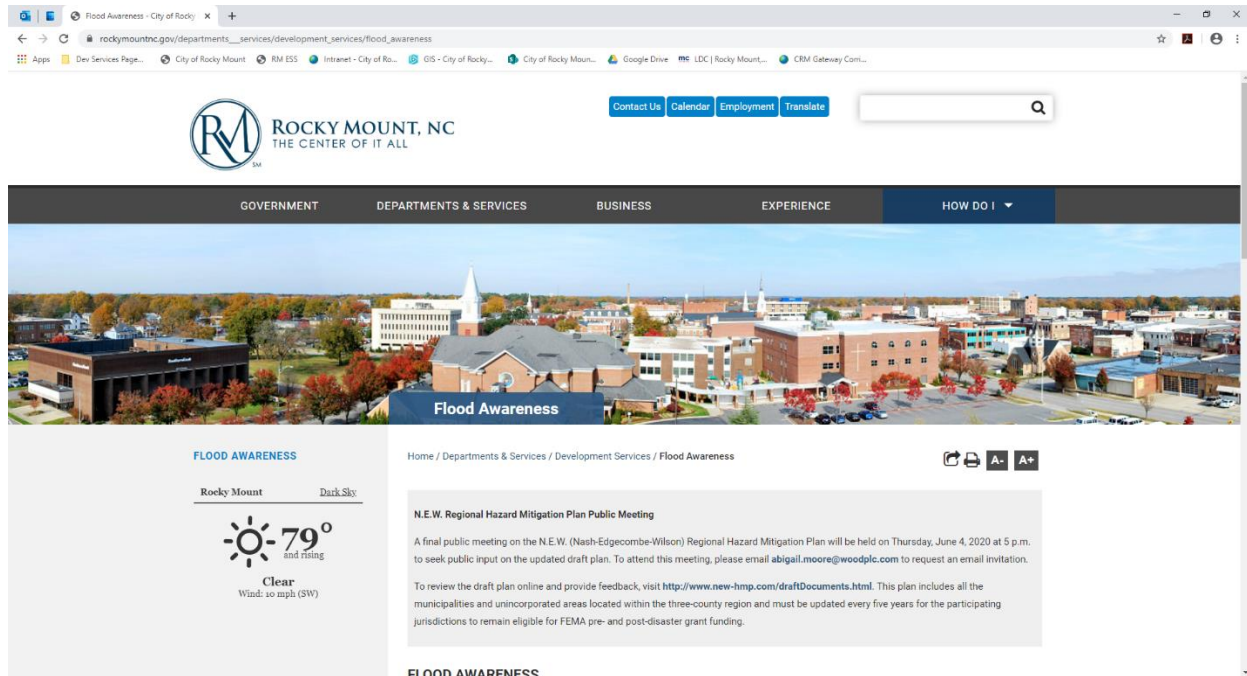 Flood Awareness - City of Rocky
rockymountnc.gov/departments__services/development_services/flood_awareness
Apps Dev Services Page... City of Rocky Mount RM ESS Intranet - City of Ro... GIS - City of Rocky... City of Rocky Moun... Google Drive LDC | Rocky Mount,... CRM Gateway Corri...
Contact Us Calendar Employment Translate
RM
SM
ROCKY MOUNT, NC
THE CENTER OF IT ALL
GOVERNMENT DEPARTMENTS & SERVICES BUSINESS EXPERIENCE HOW DO I
Flood Awareness
FLOOD AWARENESS
Rocky Mount Dark Sky
79°
and rising
Clear
Wind: 10 mph (SW)
Home / Departments & Services / Development Services / Flood Awareness
A- A+
N.E.W. Regional Hazard Mitigation Plan Public Meeting
A final public meeting on the N.E.W. (Nash-Edgecombe-Wilson) Regional Hazard Mitigation Plan will be held on Thursday, June 4, 2020 at 5 p.m.
to seek public input on the updated draft plan. To attend this meeting, please email abigail.moore@woodplc.com to request an email invitation.
To review the draft plan online and provide feedback, visit http://www.new-hmp.com/draftDocuments.html. This plan includes all the
municipalities and unincorporated areas located within the three-county region and must be updated every five years for the participating
jurisdictions to remain eligible for FEMA pre- and post-disaster grant funding.
FLOOD AWARENESS